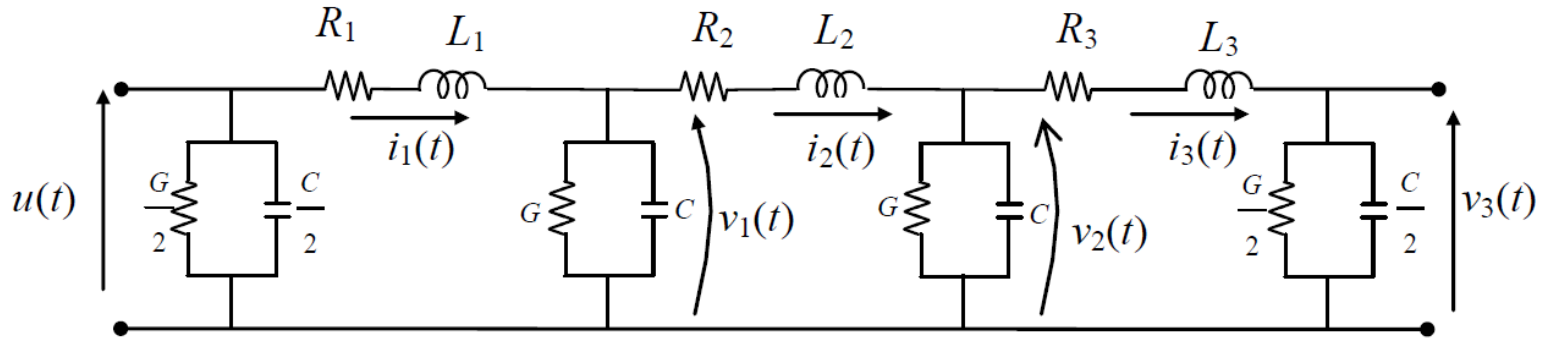 R1 L1 R2 L2 R3 L3
i1(t) i2(t) i3(t)
u(t) G/2 C/2 G C v1(t) G C v2(t) G/2 C/2 v3(t)